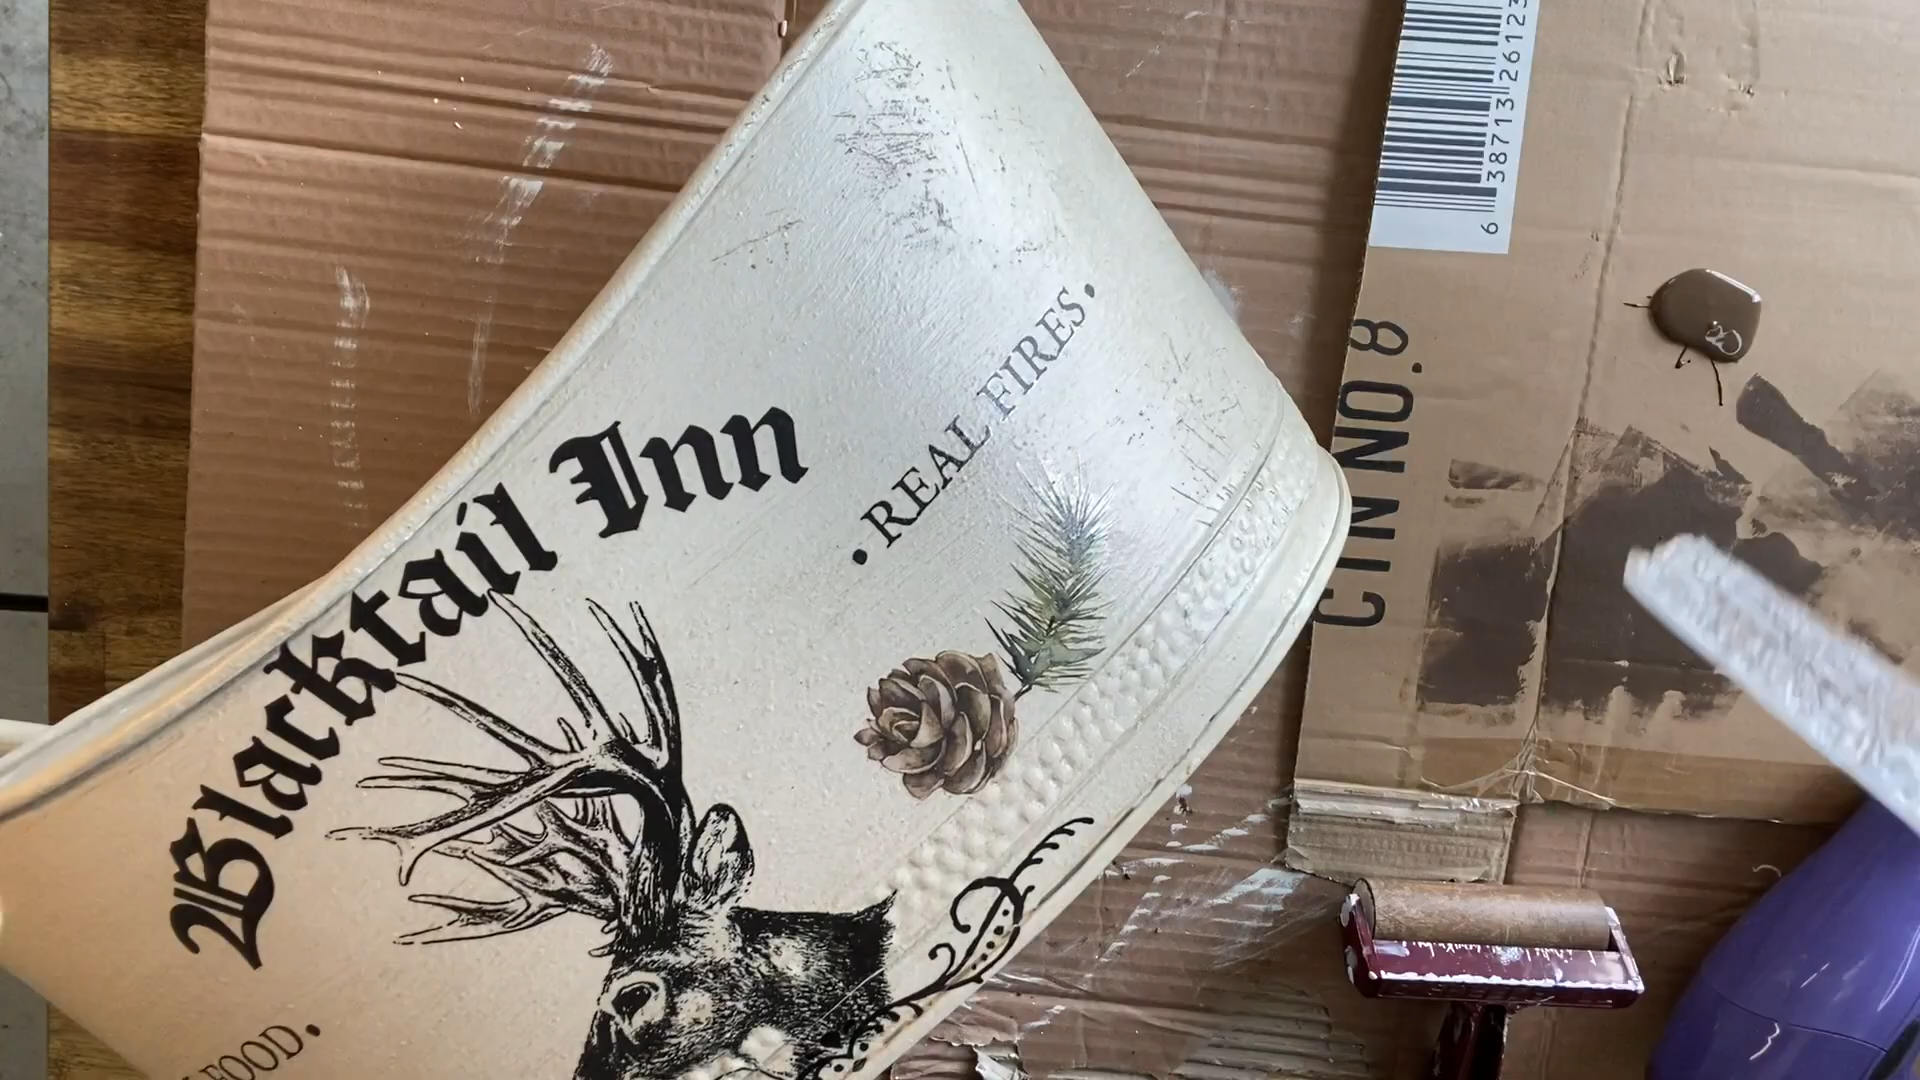 Blacktail Inn
• REAL FIRES •
FOOD •
CTN NO. 8
6 38713 26123